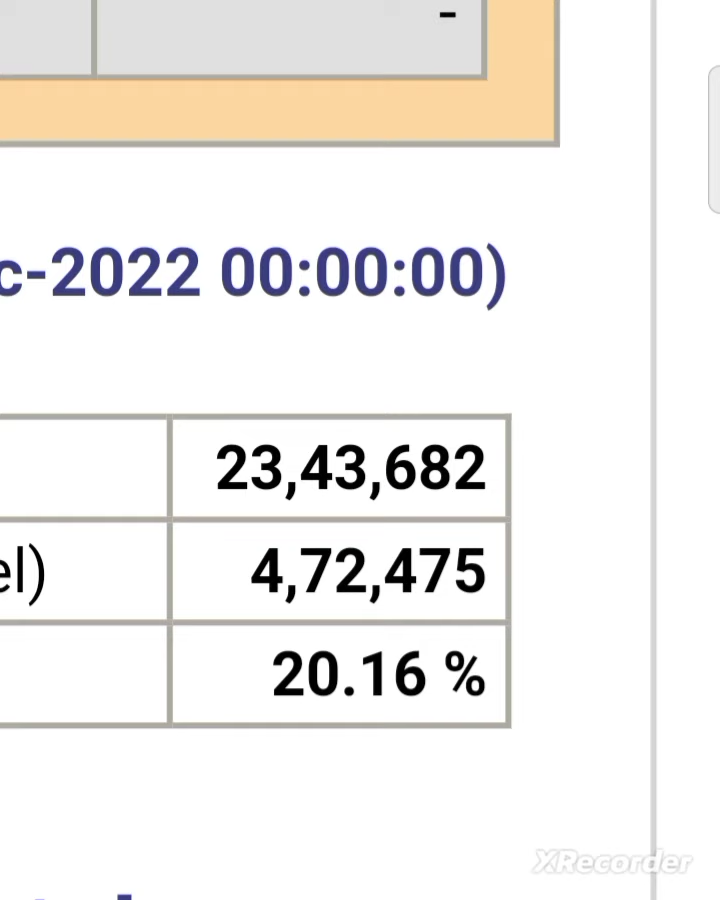 -
c-2022 00:00:00)
23,43,682
el) 4,72,475
20.16 %
XRecorder